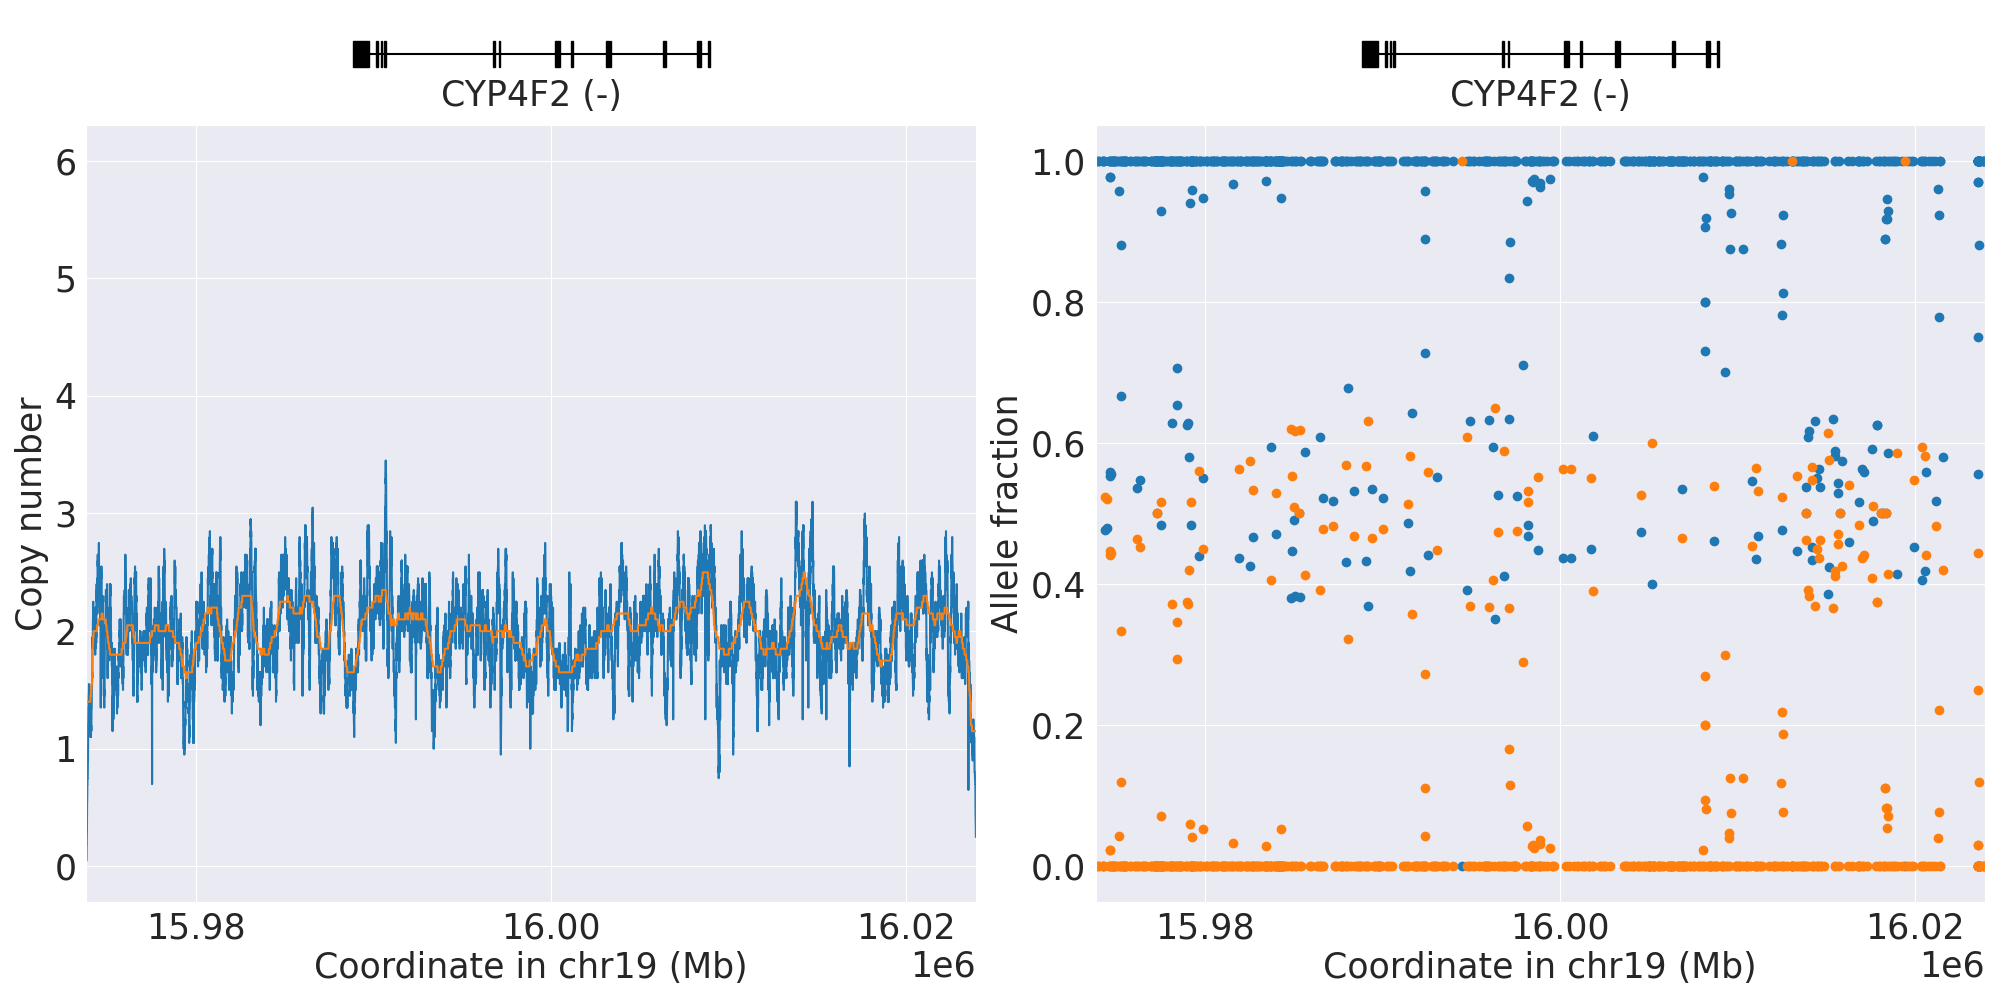 CYP4F2 (-)
6
5
4
3
2
1
0
Copy number
15.98
16.00
16.02
Coordinate in chr19 (Mb)
1e6
CYP4F2 (-)
1.0
0.8
0.6
0.4
0.2
0.0
Allele fraction
15.98
16.00
16.02
Coordinate in chr19 (Mb)
1e6